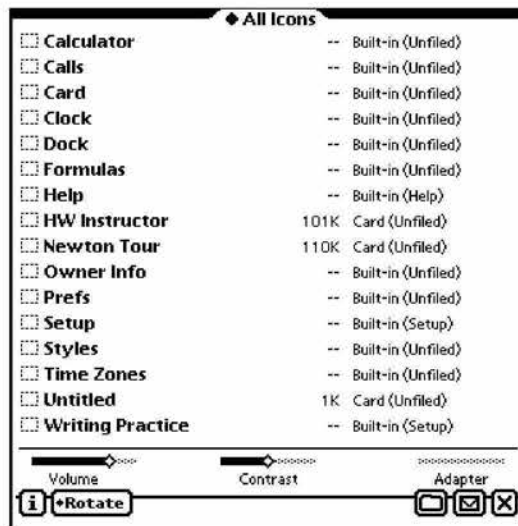 ◆ All Icons
Calculator -- Built-in (Unfiled)
Calls -- Built-in (Unfiled)
Card -- Built-in (Unfiled)
Clock -- Built-in (Unfiled)
Dock -- Built-in (Unfiled)
Formulas -- Built-in (Unfiled)
Help -- Built-in (Help)
HW Instructor 101K Card (Unfiled)
Newton Tour 110K Card (Unfiled)
Owner Info -- Built-in (Unfiled)
Prefs -- Built-in (Unfiled)
Setup -- Built-in (Setup)
Styles -- Built-in (Unfiled)
Time Zones -- Built-in (Unfiled)
Untitled 1K Card (Unfiled)
Writing Practice -- Built-in (Setup)
Volume Contrast Adapter
i ◆Rotate X